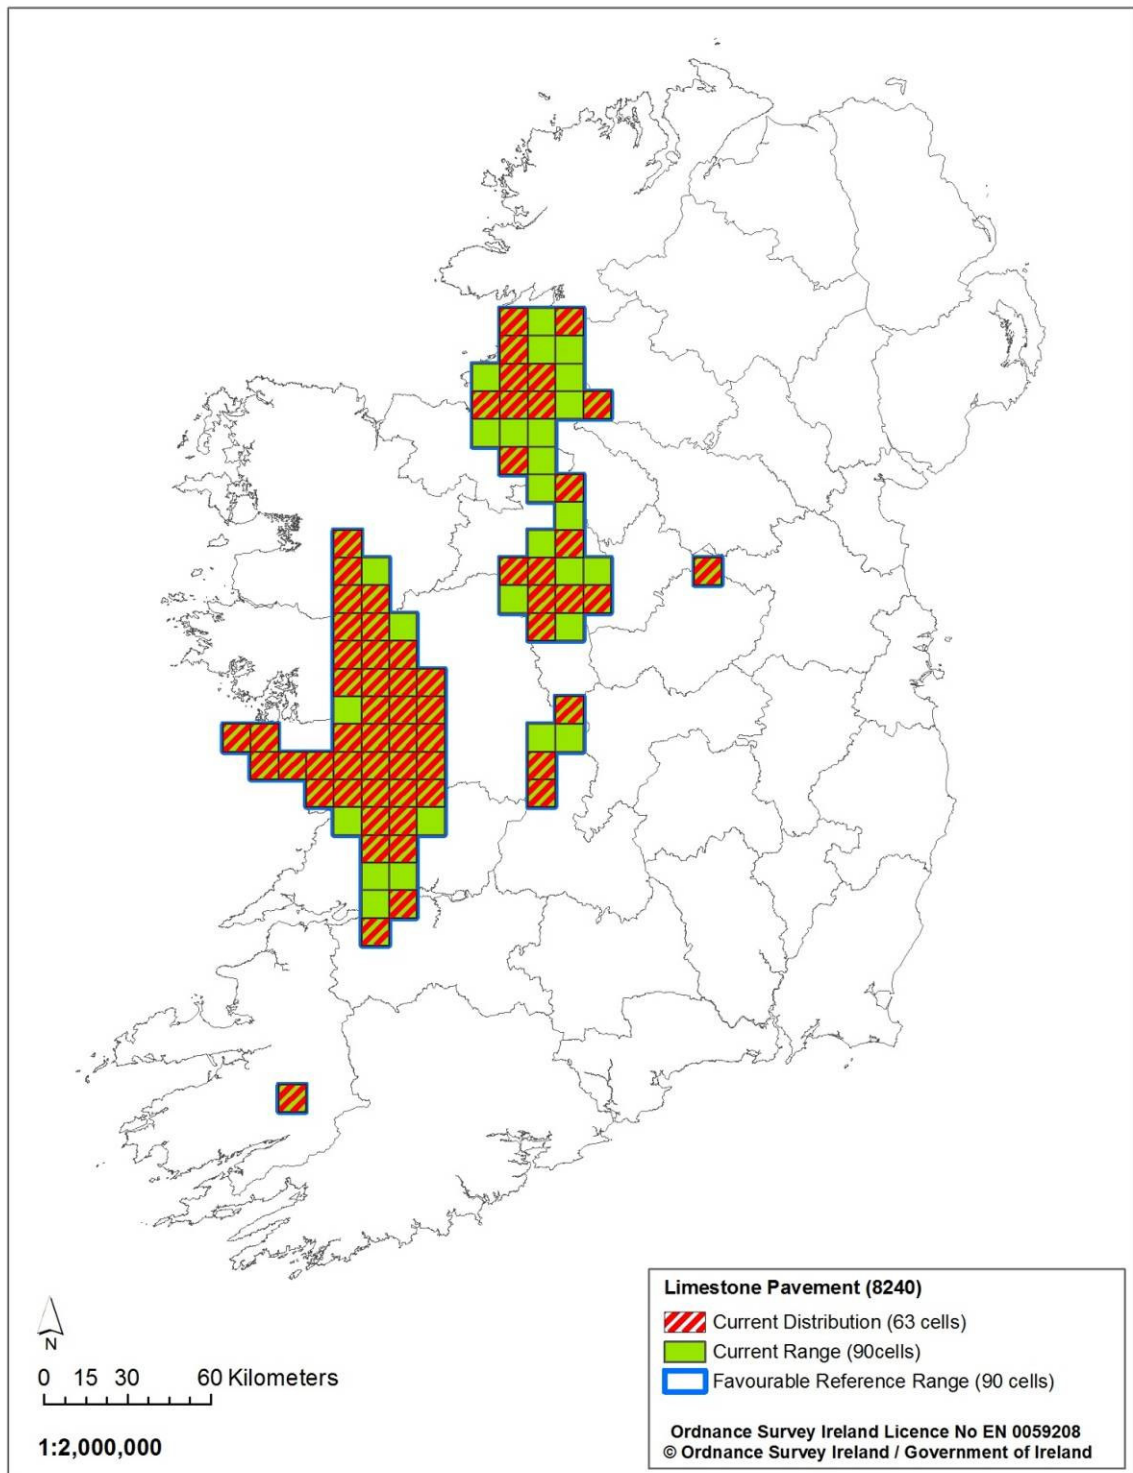 Limestone Pavement (8240)
Current Distribution (63 cells)
Current Range (90cells)
Favourable Reference Range (90 cells)
Ordnance Survey Ireland Licence No EN 0059208
© Ordnance Survey Ireland / Government of Ireland
N
0 15 30 60 Kilometers
1:2,000,000